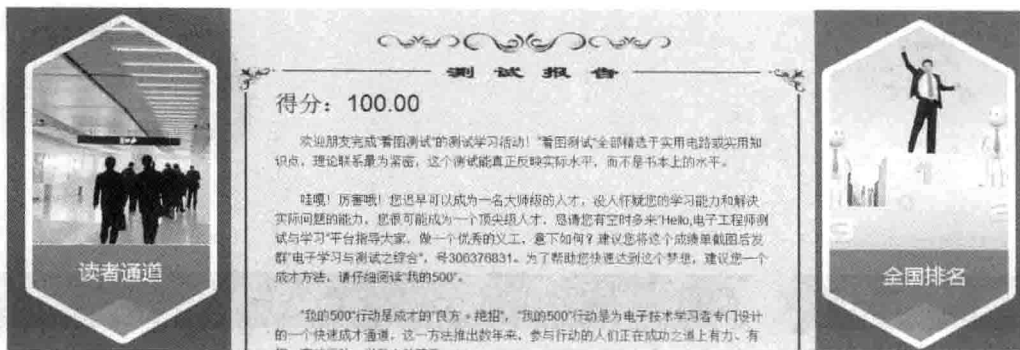 测试报告
得分：100.00
欢迎朋友完成"看图测试"的测试学习活动！"看图测试"全部精选于实用电路或实用知
识点，理论联系最为紧密，这个测试能真正反映实际水平，而不是书本上的水平。
哇噻！厉害哦！您迟早可以成为一名大师级的人才，没人怀疑您的学习能力和解决
实际问题的能力，您很可能成为一个顶尖级人才，恳请您有空时多来"Hello,电子工程师测
试与学习"平台指导大家，做一个优秀的义工，意下如何？建议您将这个成绩单截图后发
群"电子学习与测试之综合"，号306376831。为了帮助您快速达到这个梦想，建议您一个
成才方法，请仔细阅读"我的500"。
"我的500"行动是成才的"良方+绝招"，"我的500"行动是为电子技术学习者专门设计
的一个快速成才通道，这一方法推出数年来，参与行动的人们正在成功之道上有力、有
读者通道
全国排名